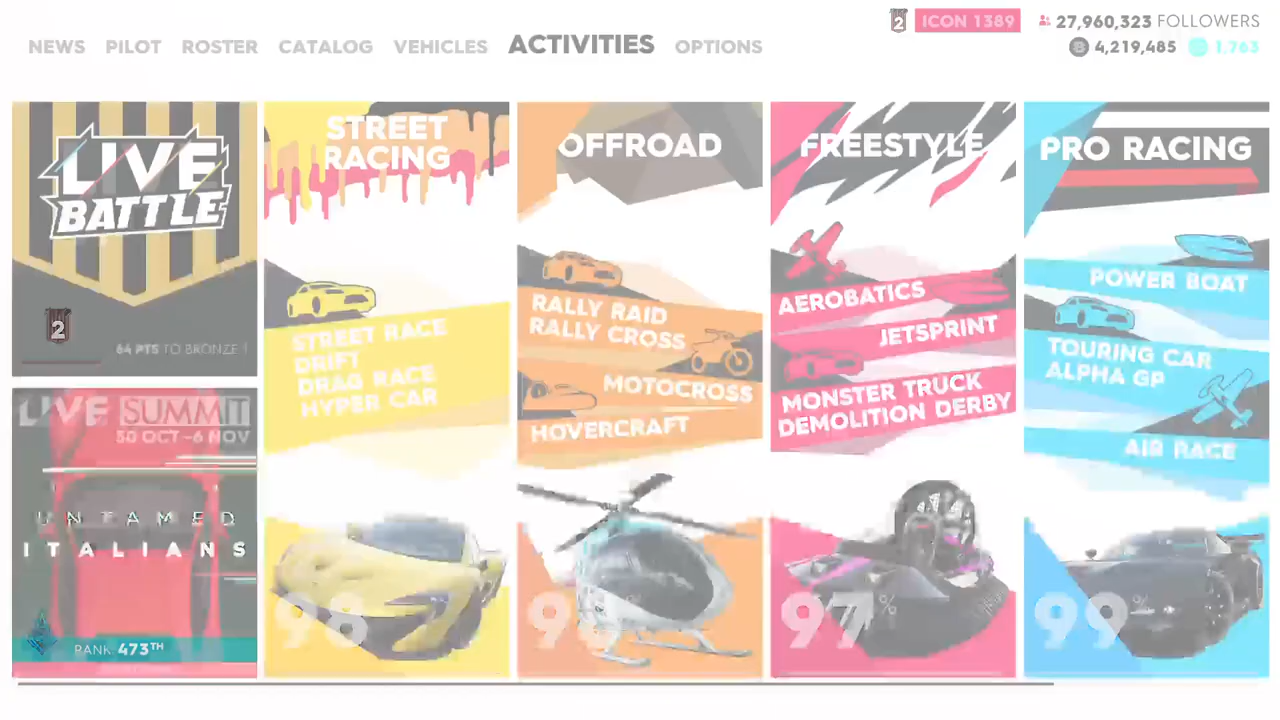 2 ICON 1389 27,960,323 FOLLOWERS
NEWS PILOT ROSTER CATALOG VEHICLES ACTIVITIES OPTIONS
4,219,485 1,763
LIVE
BATTLE
2
64 PTS TO BRONZE 1
LIVE SUMMIT
30 OCT - 6 NOV
UNTAMED
ITALIANS
RANK: 473TH
STREET
RACING
STREET RACE
DRIFT
DRAG RACE
HYPER CAR
98
OFFROAD
RALLY RAID
RALLY CROSS
MOTOCROSS
HOVERCRAFT
FREESTYLE
AEROBATICS
JETSPRINT
MONSTER TRUCK
DEMOLITION DERBY
97%
PRO RACING
POWER BOAT
TOURING CAR
ALPHA GP
AIR RACE
99%